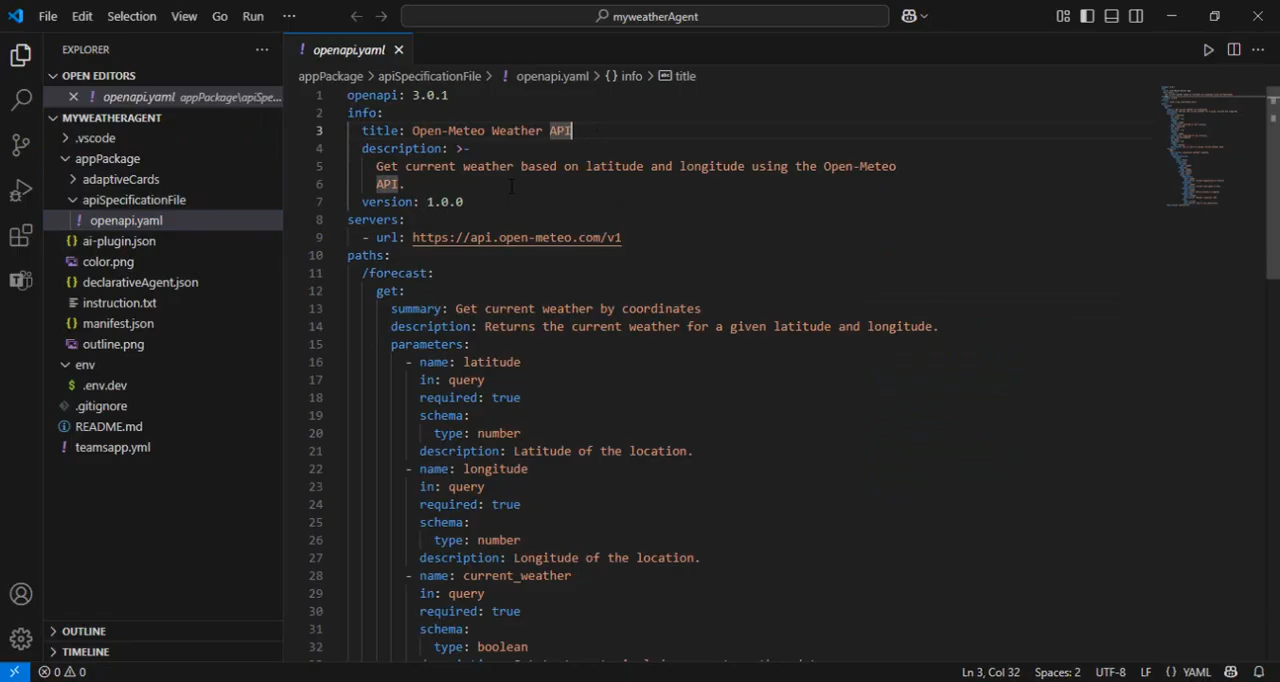 File Edit Selection View Go Run ··· myweatherAgent
EXPLORER ···
OPEN EDITORS
! openapi.yaml appPackage\apiSpe...
MYWEATHERAGENT
.vscode
appPackage
adaptiveCards
apiSpecificationFile
! openapi.yaml
{} ai-plugin.json
color.png
{} declarativeAgent.json
instruction.txt
{} manifest.json
outline.png
env
$ .env.dev
.gitignore
README.md
! teamsapp.yml
OUTLINE
TIMELINE
! openapi.yaml
appPackage > apiSpecificationFile > ! openapi.yaml > {} info > abc title
1 openapi: 3.0.1
2 info:
3 title: Open-Meteo Weather API
4 description: >-
5 Get current weather based on latitude and longitude using the Open-Meteo
6 API.
7 version: 1.0.0
8 servers:
9 - url: https://api.open-meteo.com/v1
10 paths:
11 /forecast:
12 get:
13 summary: Get current weather by coordinates
14 description: Returns the current weather for a given latitude and longitude.
15 parameters:
16 - name: latitude
17 in: query
18 required: true
19 schema:
20 type: number
21 description: Latitude of the location.
22 - name: longitude
23 in: query
24 required: true
25 schema:
26 type: number
27 description: Longitude of the location.
28 - name: current_weather
29 in: query
30 required: true
31 schema:
32 type: boolean
0 0 Ln 3, Col 32 Spaces: 2 UTF-8 LF {} YAML